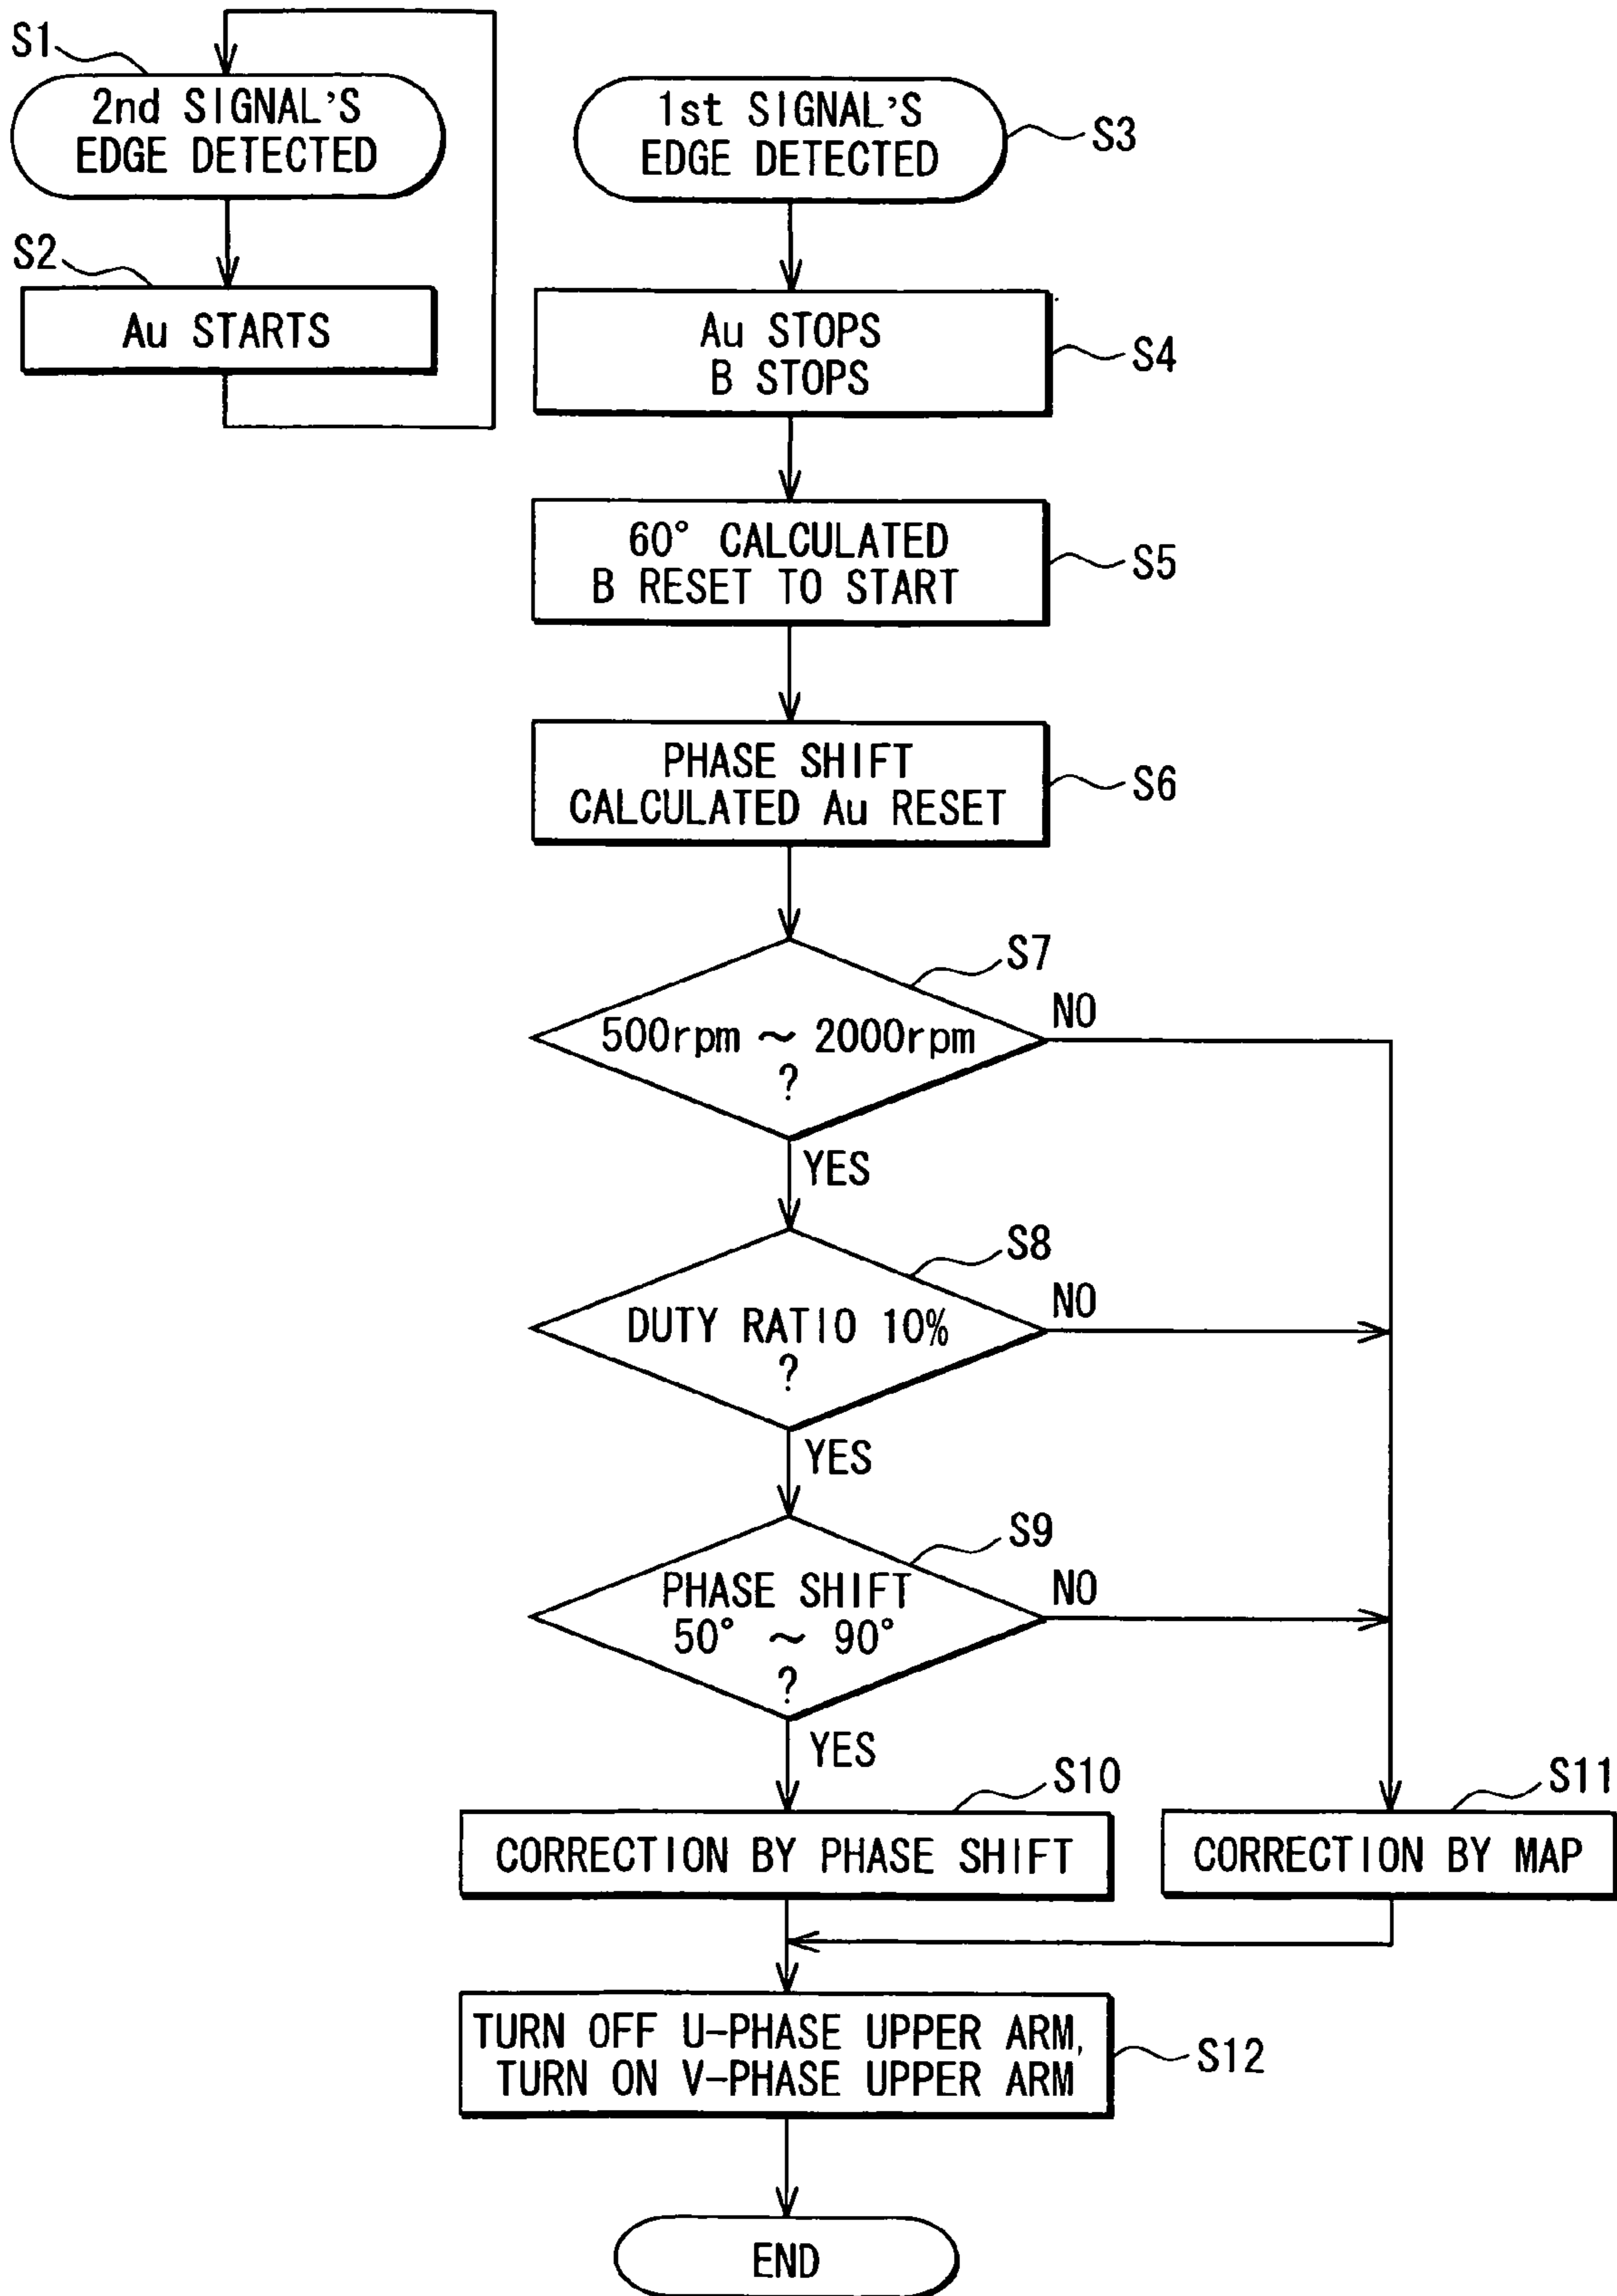 S1
2nd SIGNAL'S
EDGE DETECTED
S2
Au STARTS
1st SIGNAL'S
EDGE DETECTED
S3
Au STOPS
B STOPS
S4
60° CALCULATED
B RESET TO START
S5
PHASE SHIFT
CALCULATED Au RESET
S6
S7
500rpm ~ 2000rpm
?
NO
YES
S8
DUTY RATIO 10%
?
NO
YES
S9
PHASE SHIFT
50° ~ 90°
?
NO
YES
S10
CORRECTION BY PHASE SHIFT
S11
CORRECTION BY MAP
TURN OFF U-PHASE UPPER ARM,
TURN ON V-PHASE UPPER ARM
S12
END